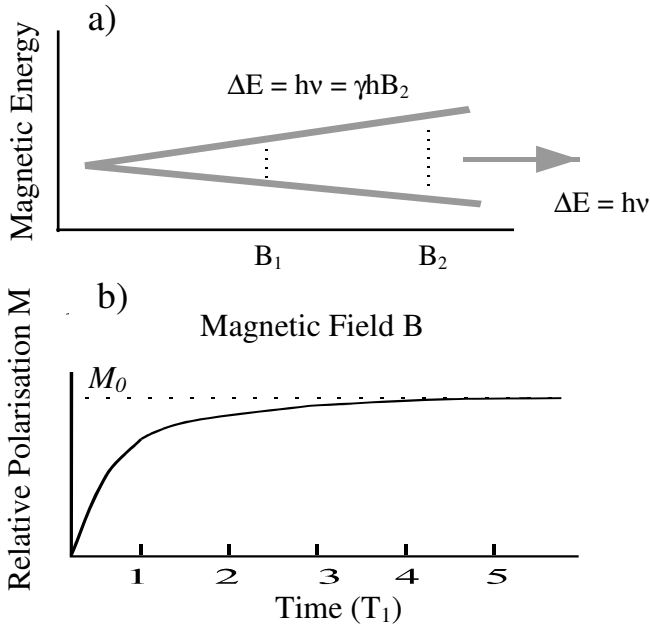 a)
Magnetic Energy
ΔE = hν = γhB₂
ΔE = hν
B₁ B₂
b)
Magnetic Field B
Relative Polarisation M
M₀
1 2 3 4 5
Time (T₁)